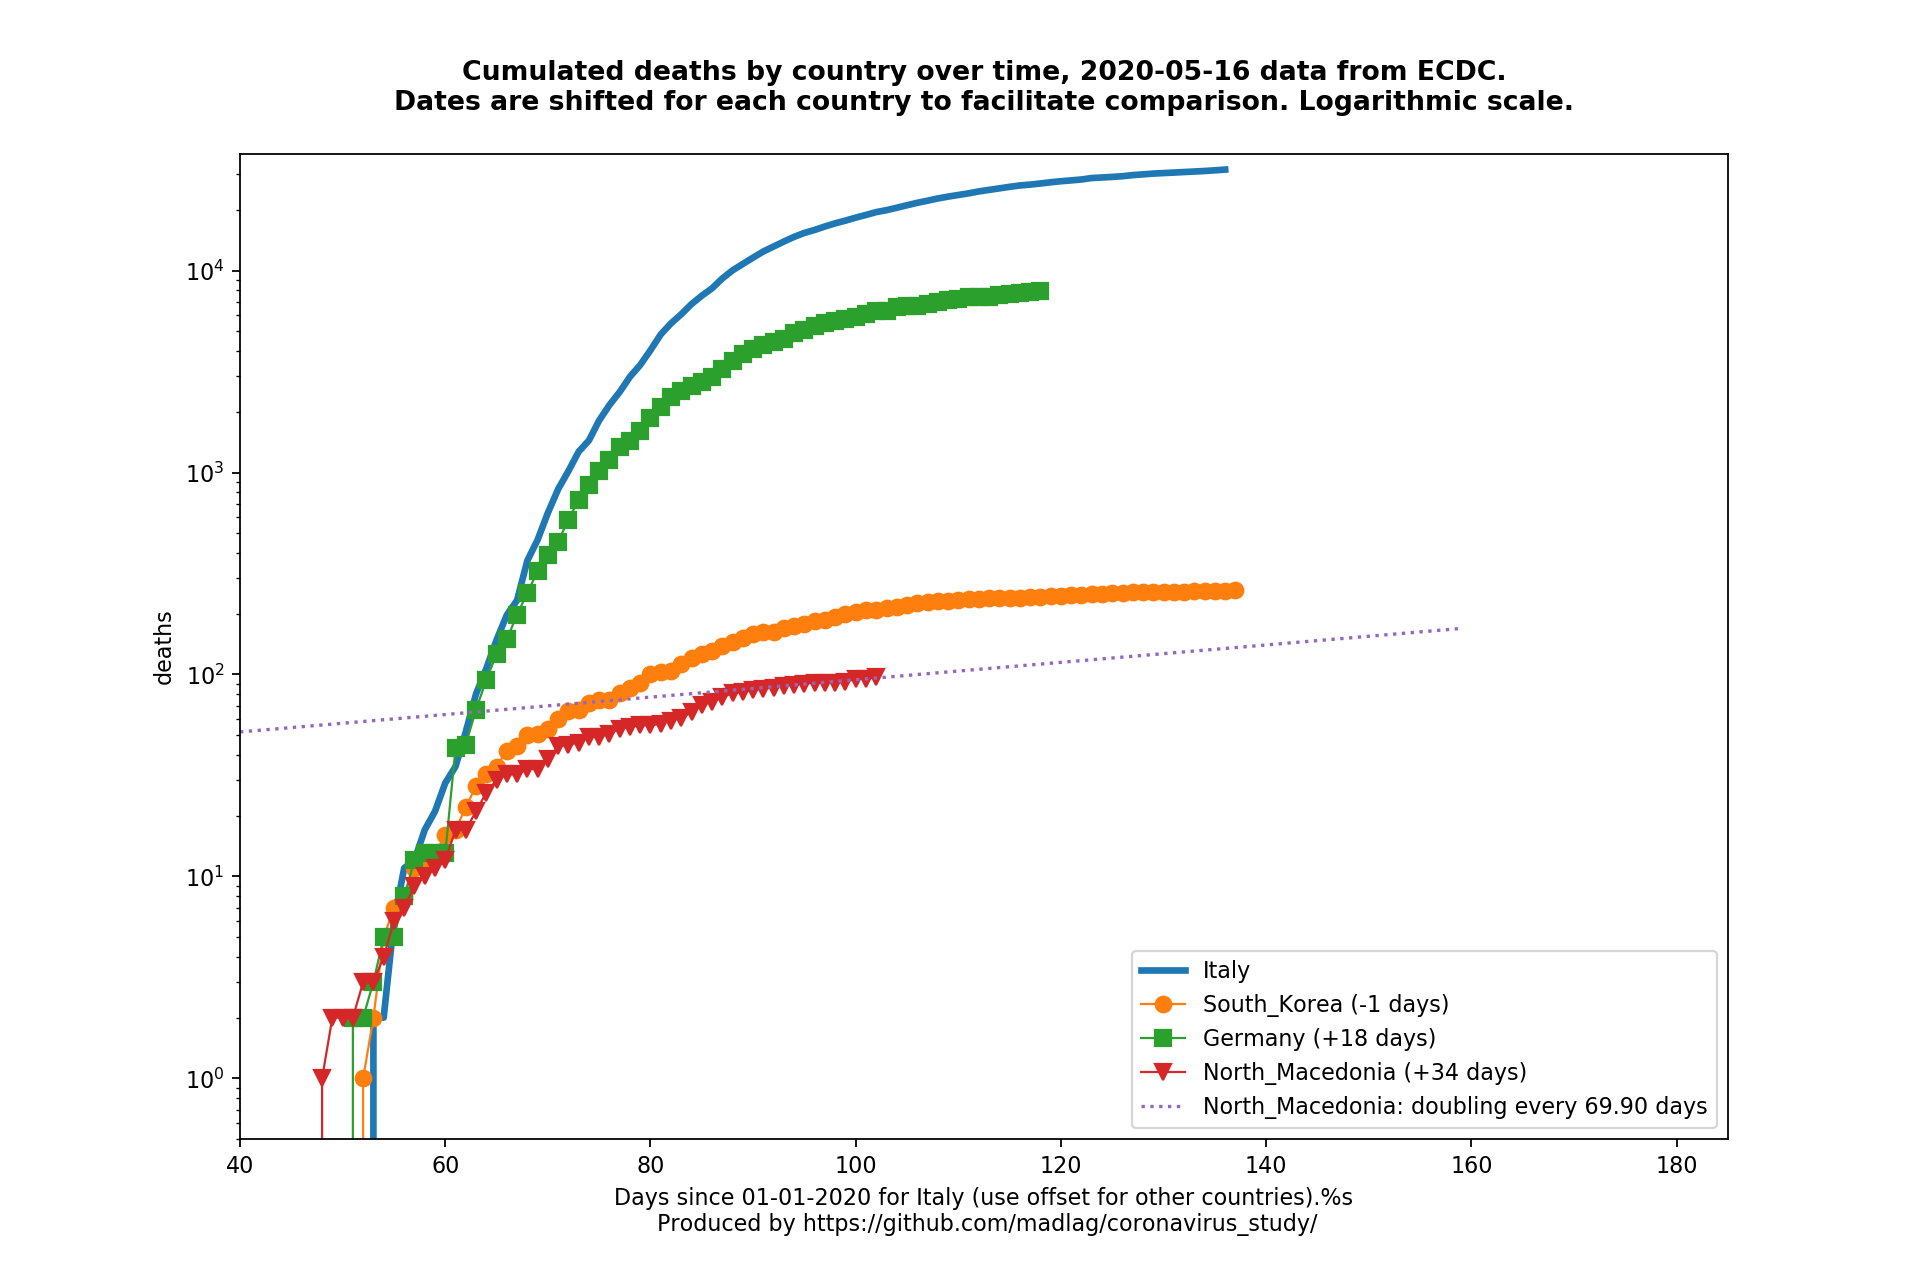 Cumulated deaths by country over time, 2020-05-16 data from ECDC.
Dates are shifted for each country to facilitate comparison. Logarithmic scale.
10^4
10^3
10^2
10^1
10^0
deaths
Italy
South_Korea (-1 days)
Germany (+18 days)
North_Macedonia (+34 days)
North_Macedonia: doubling every 69.90 days
40 60 80 100 120 140 160 180
Days since 01-01-2020 for Italy (use offset for other countries).%s
Produced by https://github.com/madlag/coronavirus_study/